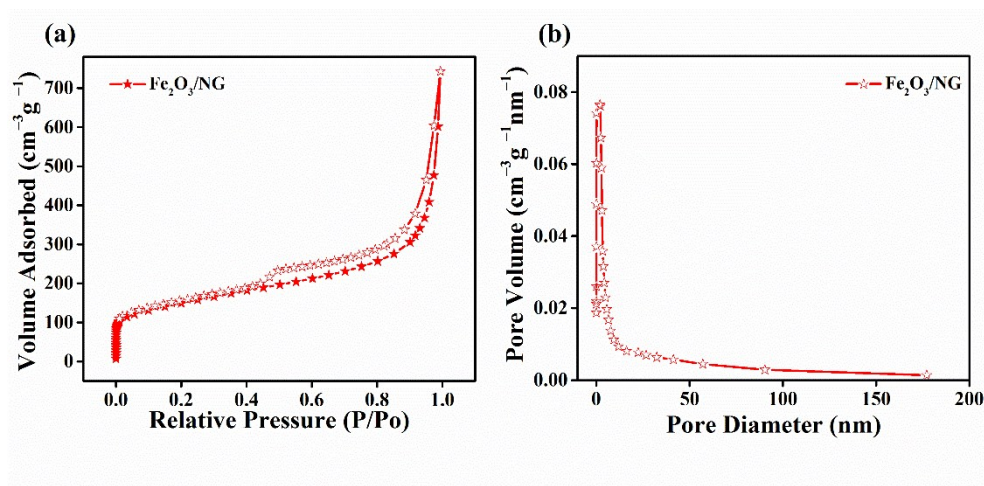 (a)
Fe₂O₃/NG
Volume Adsorbed (cm⁻³g⁻¹)
700
600
500
400
300
200
100
0
0.0 0.2 0.4 0.6 0.8 1.0
Relative Pressure (P/Po)
(b)
Fe₂O₃/NG
Pore Volume (cm⁻³g⁻¹nm⁻¹)
0.08
0.06
0.04
0.02
0.00
0 50 100 150 200
Pore Diameter (nm)